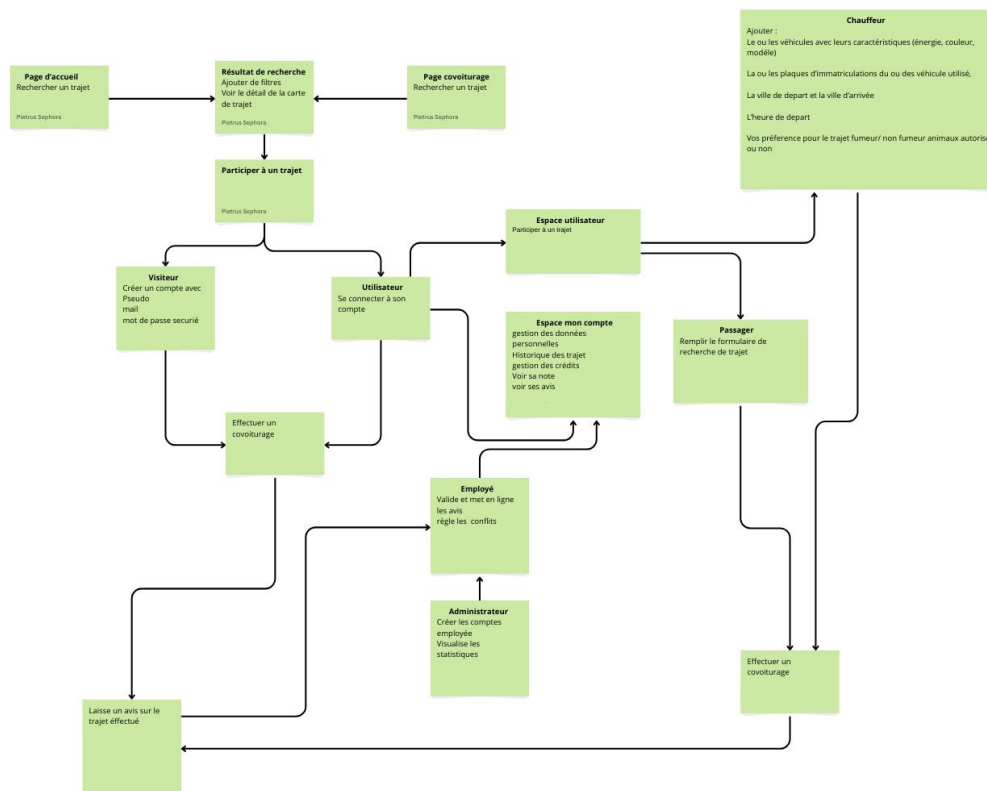 Chauffeur
Ajouter :
Le ou les véhicules avec leurs caractéristiques (énergie, couleur,
modèle)
La ou les plaques d'immatriculations du ou des véhicule utilisé,
La ville de depart et la ville d'arrivée
L'heure de depart
Vos préference pour le trajet fumeur/ non fumeur animaux autorisé
ou non
Page d'accueil
Rechercher un trajet
Pietrus Sephora
Résultat de recherche
Ajouter de filtres
Voir le détail de la carte
de trajet
Pietrus Sephora
Page covoiturage
Rechercher un trajet
Pietrus Sephora
Participer à un trajet
Pietrus Sephora
Espace utilisateur
Participer à un trajet
Visiteur
Créer un compte avec
Pseudo
mail
mot de passe securié
Utilisateur
Se connecter à son
compte
Espace mon compte
gestion des données
personnelles
Historique des trajet
gestion des crédits
Voir sa note
voir ses avis
Passager
Remplir le formulaire de
recherche de trajet
Effectuer un
covoiturage
Employé
Valide et met en ligne
les avis
règle les conflits
Administrateur
Créer les comptes
employée
Visualise les
statistiques
Effectuer un
covoiturage
Laisse un avis sur le
trajet éffectué